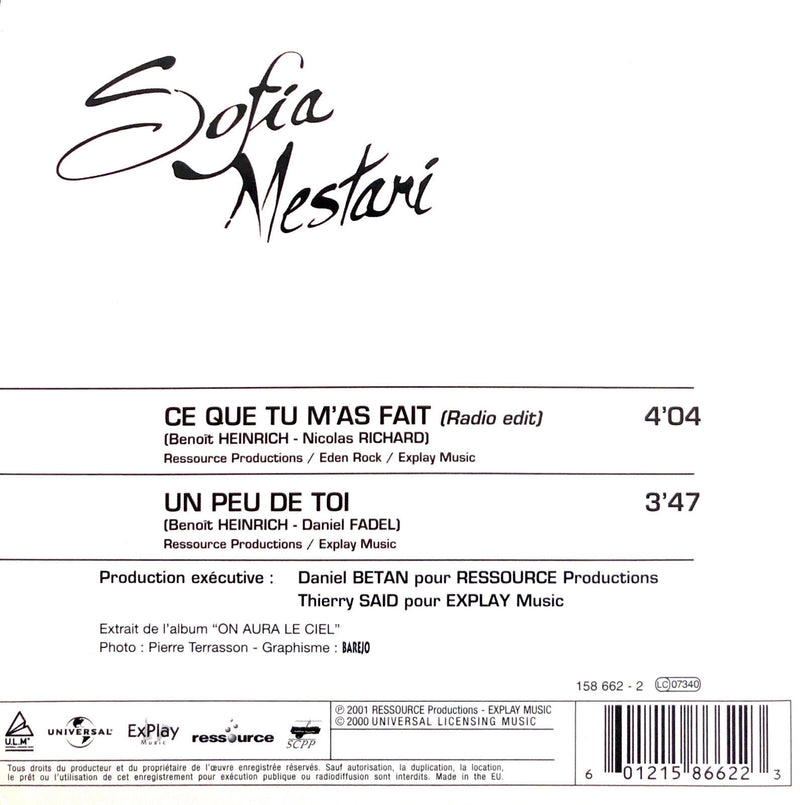 Sofia
Mestari
CE QUE TU M'AS FAIT (Radio edit) 4'04
(Benoît HEINRICH - Nicolas RICHARD)
Ressource Productions / Eden Rock / Explay Music
UN PEU DE TOI 3'47
(Benoît HEINRICH - Daniel FADEL)
Ressource Productions / Explay Music
Production exécutive : Daniel BETAN pour RESSOURCE Productions
Thierry SAID pour EXPLAY Music
Extrait de l'album “ON AURA LE CIEL”
Photo : Pierre Terrasson - Graphisme : BAREJO
158 662 - 2 LC 07340
U.L.M UNIVERSAL ExPlay Music ressource SCPP
℗ 2001 RESSOURCE Productions - EXPLAY MUSIC
© 2000 UNIVERSAL LICENSING MUSIC
Tous droits du producteur et du propriétaire de l'œuvre enregistrée réservés. Sauf autorisation, la duplication, la location,
le prêt ou l'utilisation de cet enregistrement pour exécution publique ou radiodiffusion sont interdits. Made in the EU.
6 01215 86622 3